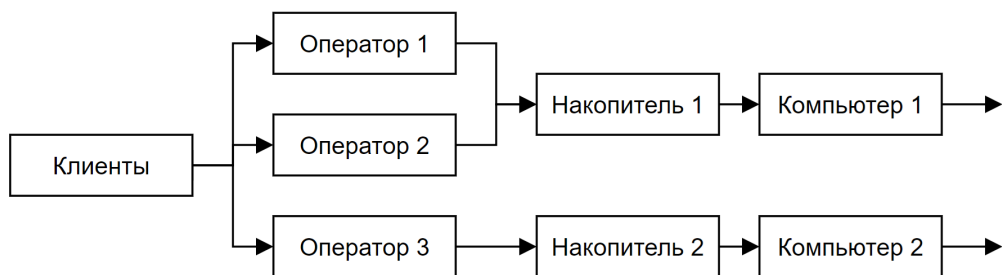 Оператор 1
Накопитель 1
Компьютер 1
Оператор 2
Клиенты
Оператор 3
Накопитель 2
Компьютер 2